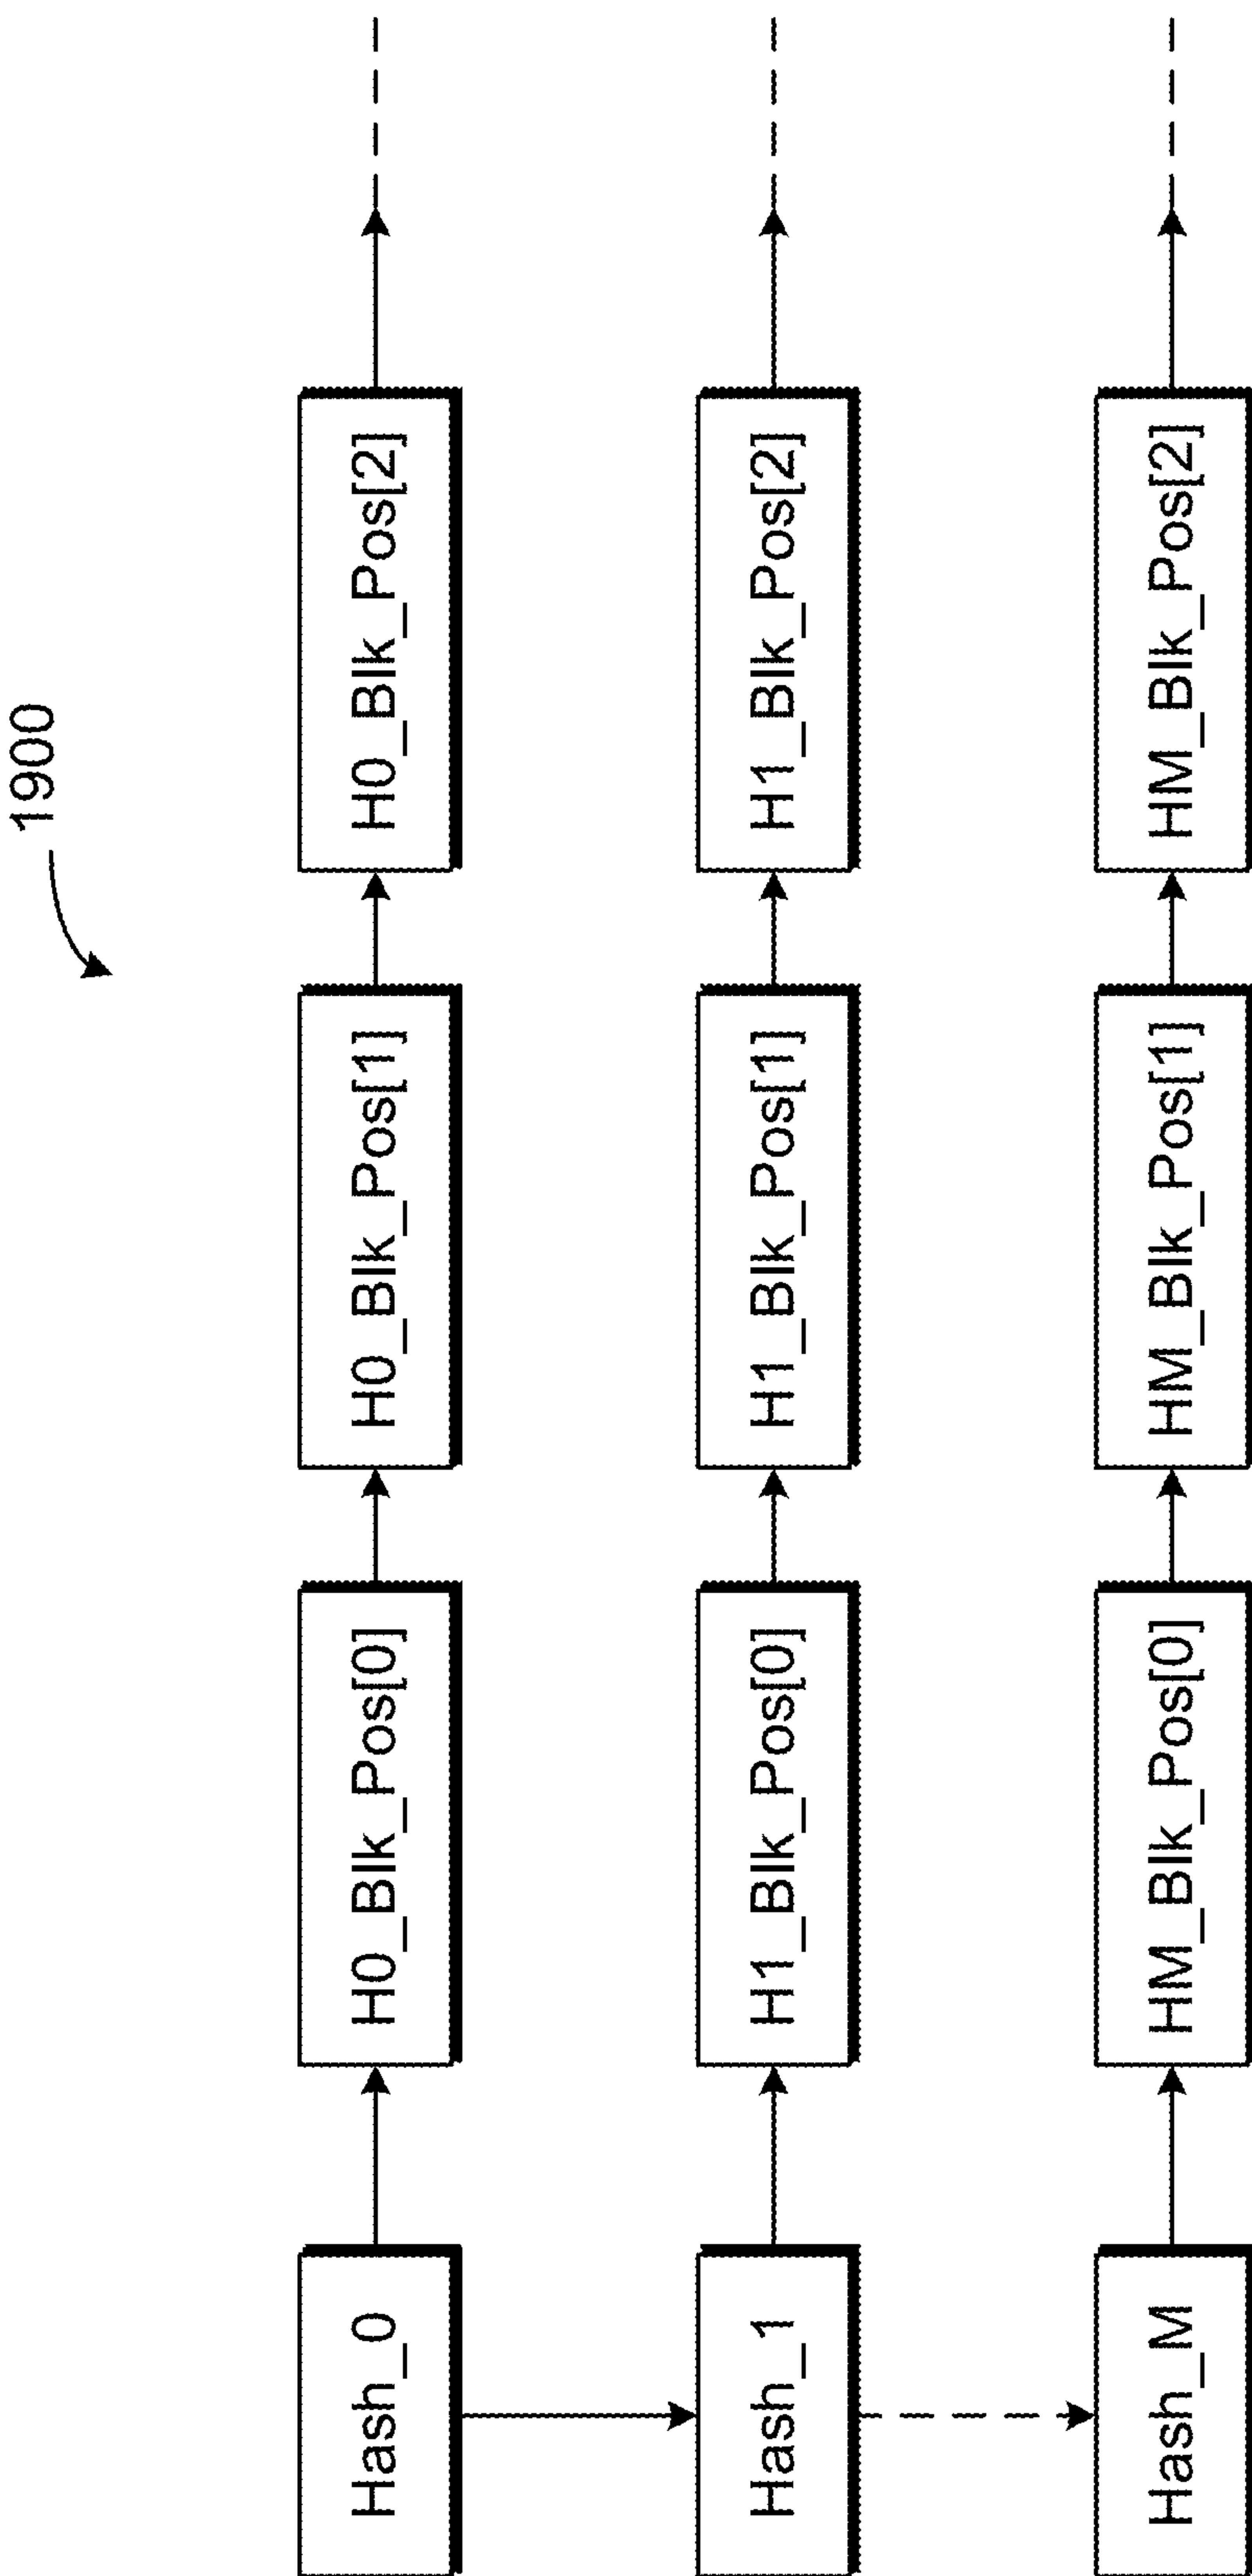 1900
Hash_0
H0_Blk_Pos[0]
H0_Blk_Pos[1]
H0_Blk_Pos[2]
Hash_1
H1_Blk_Pos[0]
H1_Blk_Pos[1]
H1_Blk_Pos[2]
Hash_M
HM_Blk_Pos[0]
HM_Blk_Pos[1]
HM_Blk_Pos[2]